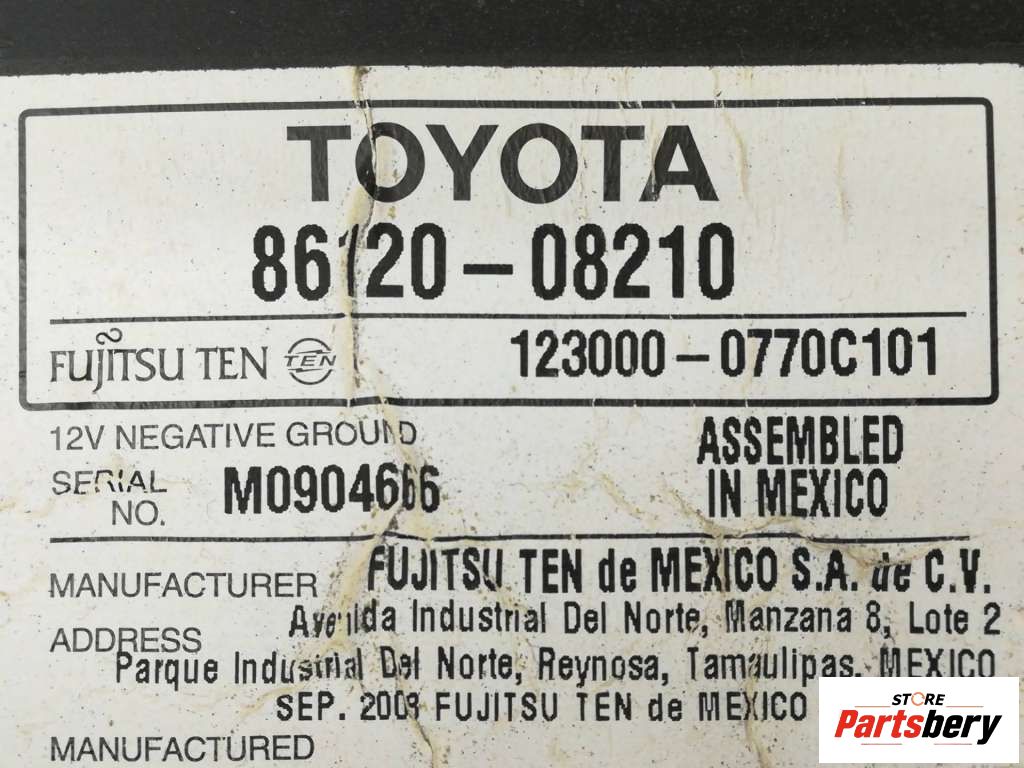 TOYOTA
86120-08210
FUJITSU TEN TEN 123000-0770C101
12V NEGATIVE GROUND
ASSEMBLED
IN MEXICO
SERIAL
NO. M0904666
MANUFACTURER FUJITSU TEN de MEXICO S.A. de C.V.
ADDRESS Avenida Industrial Del Norte, Manzana 8, Lote 2
Parque Industrial Del Norte, Reynosa, Tamaulipas, MEXICO
SEP. FUJITSU TEN de MEXICO
MANUFACTURED
STORE
Partsbery